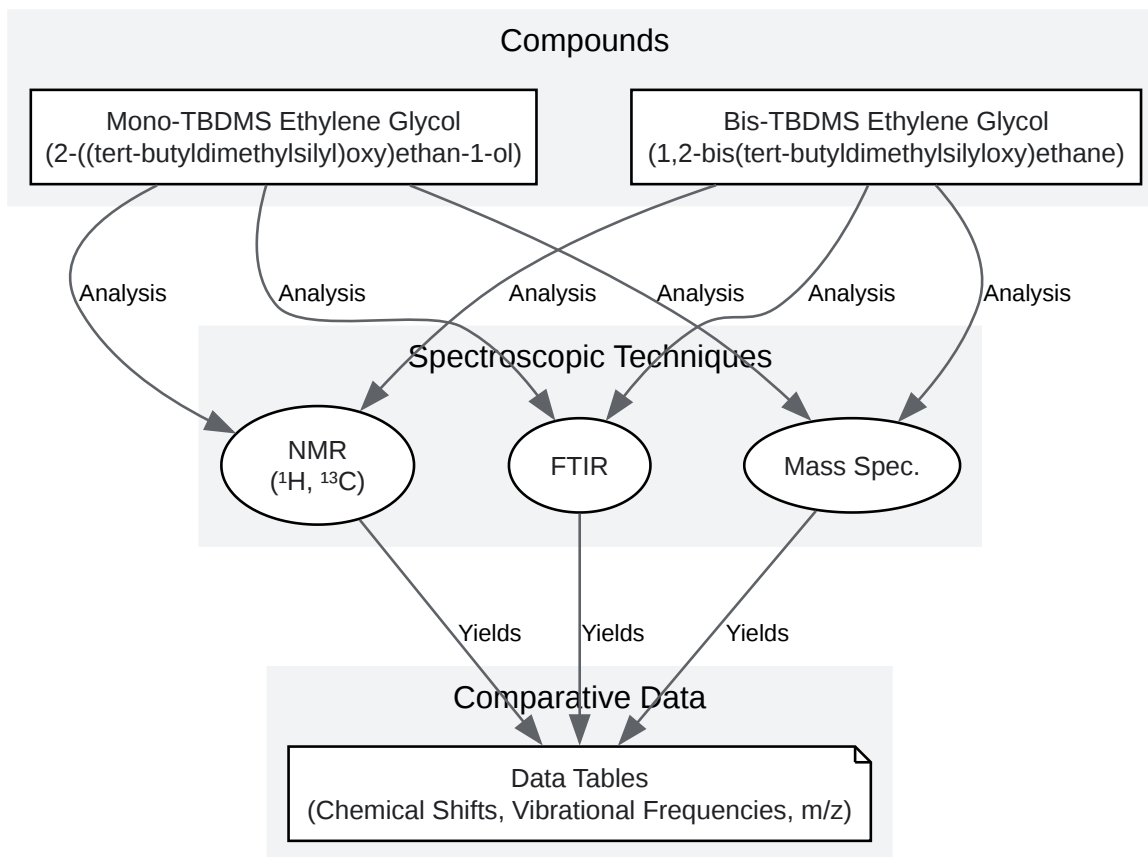 Compounds
Mono-TBDMS Ethylene Glycol
(2-((tert-butyldimethylsilyl)oxy)ethan-1-ol)
Bis-TBDMS Ethylene Glycol
(1,2-bis(tert-butyldimethylsilyloxy)ethane)
Analysis
Analysis
Analysis
Analysis
Analysis
Analysis
Spectroscopic Techniques
NMR
(¹H, ¹³C)
FTIR
Mass Spec.
Yields
Yields
Yields
Comparative Data
Data Tables
(Chemical Shifts, Vibrational Frequencies, m/z)